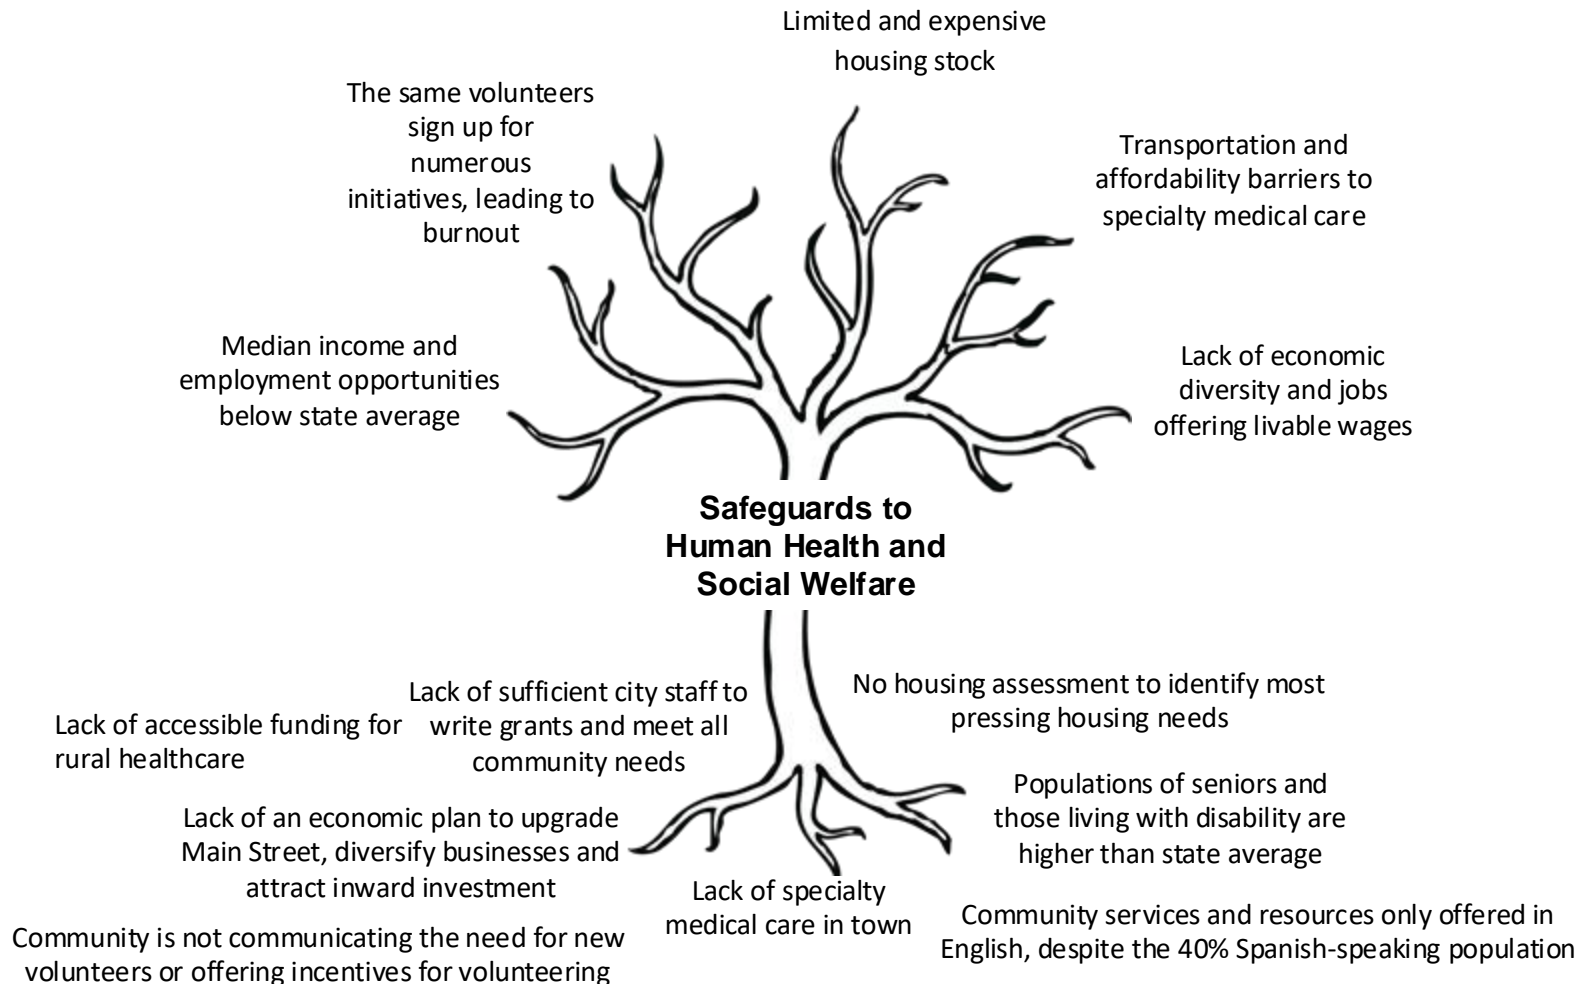 Limited and expensive
housing stock
The same volunteers
sign up for
numerous
initiatives, leading to
burnout
Transportation and
affordability barriers to
specialty medical care
Median income and
employment opportunities
below state average
Lack of economic
diversity and jobs
offering livable wages
Safeguards to
Human Health and
Social Welfare
Lack of accessible funding for
rural healthcare
Lack of sufficient city staff to
write grants and meet all
community needs
No housing assessment to identify most
pressing housing needs
Lack of an economic plan to upgrade
Main Street, diversify businesses and
attract inward investment
Populations of seniors and
those living with disability are
higher than state average
Lack of specialty
medical care in town
Community is not communicating the need for new
volunteers or offering incentives for volunteering
Community services and resources only offered in
English, despite the 40% Spanish-speaking population